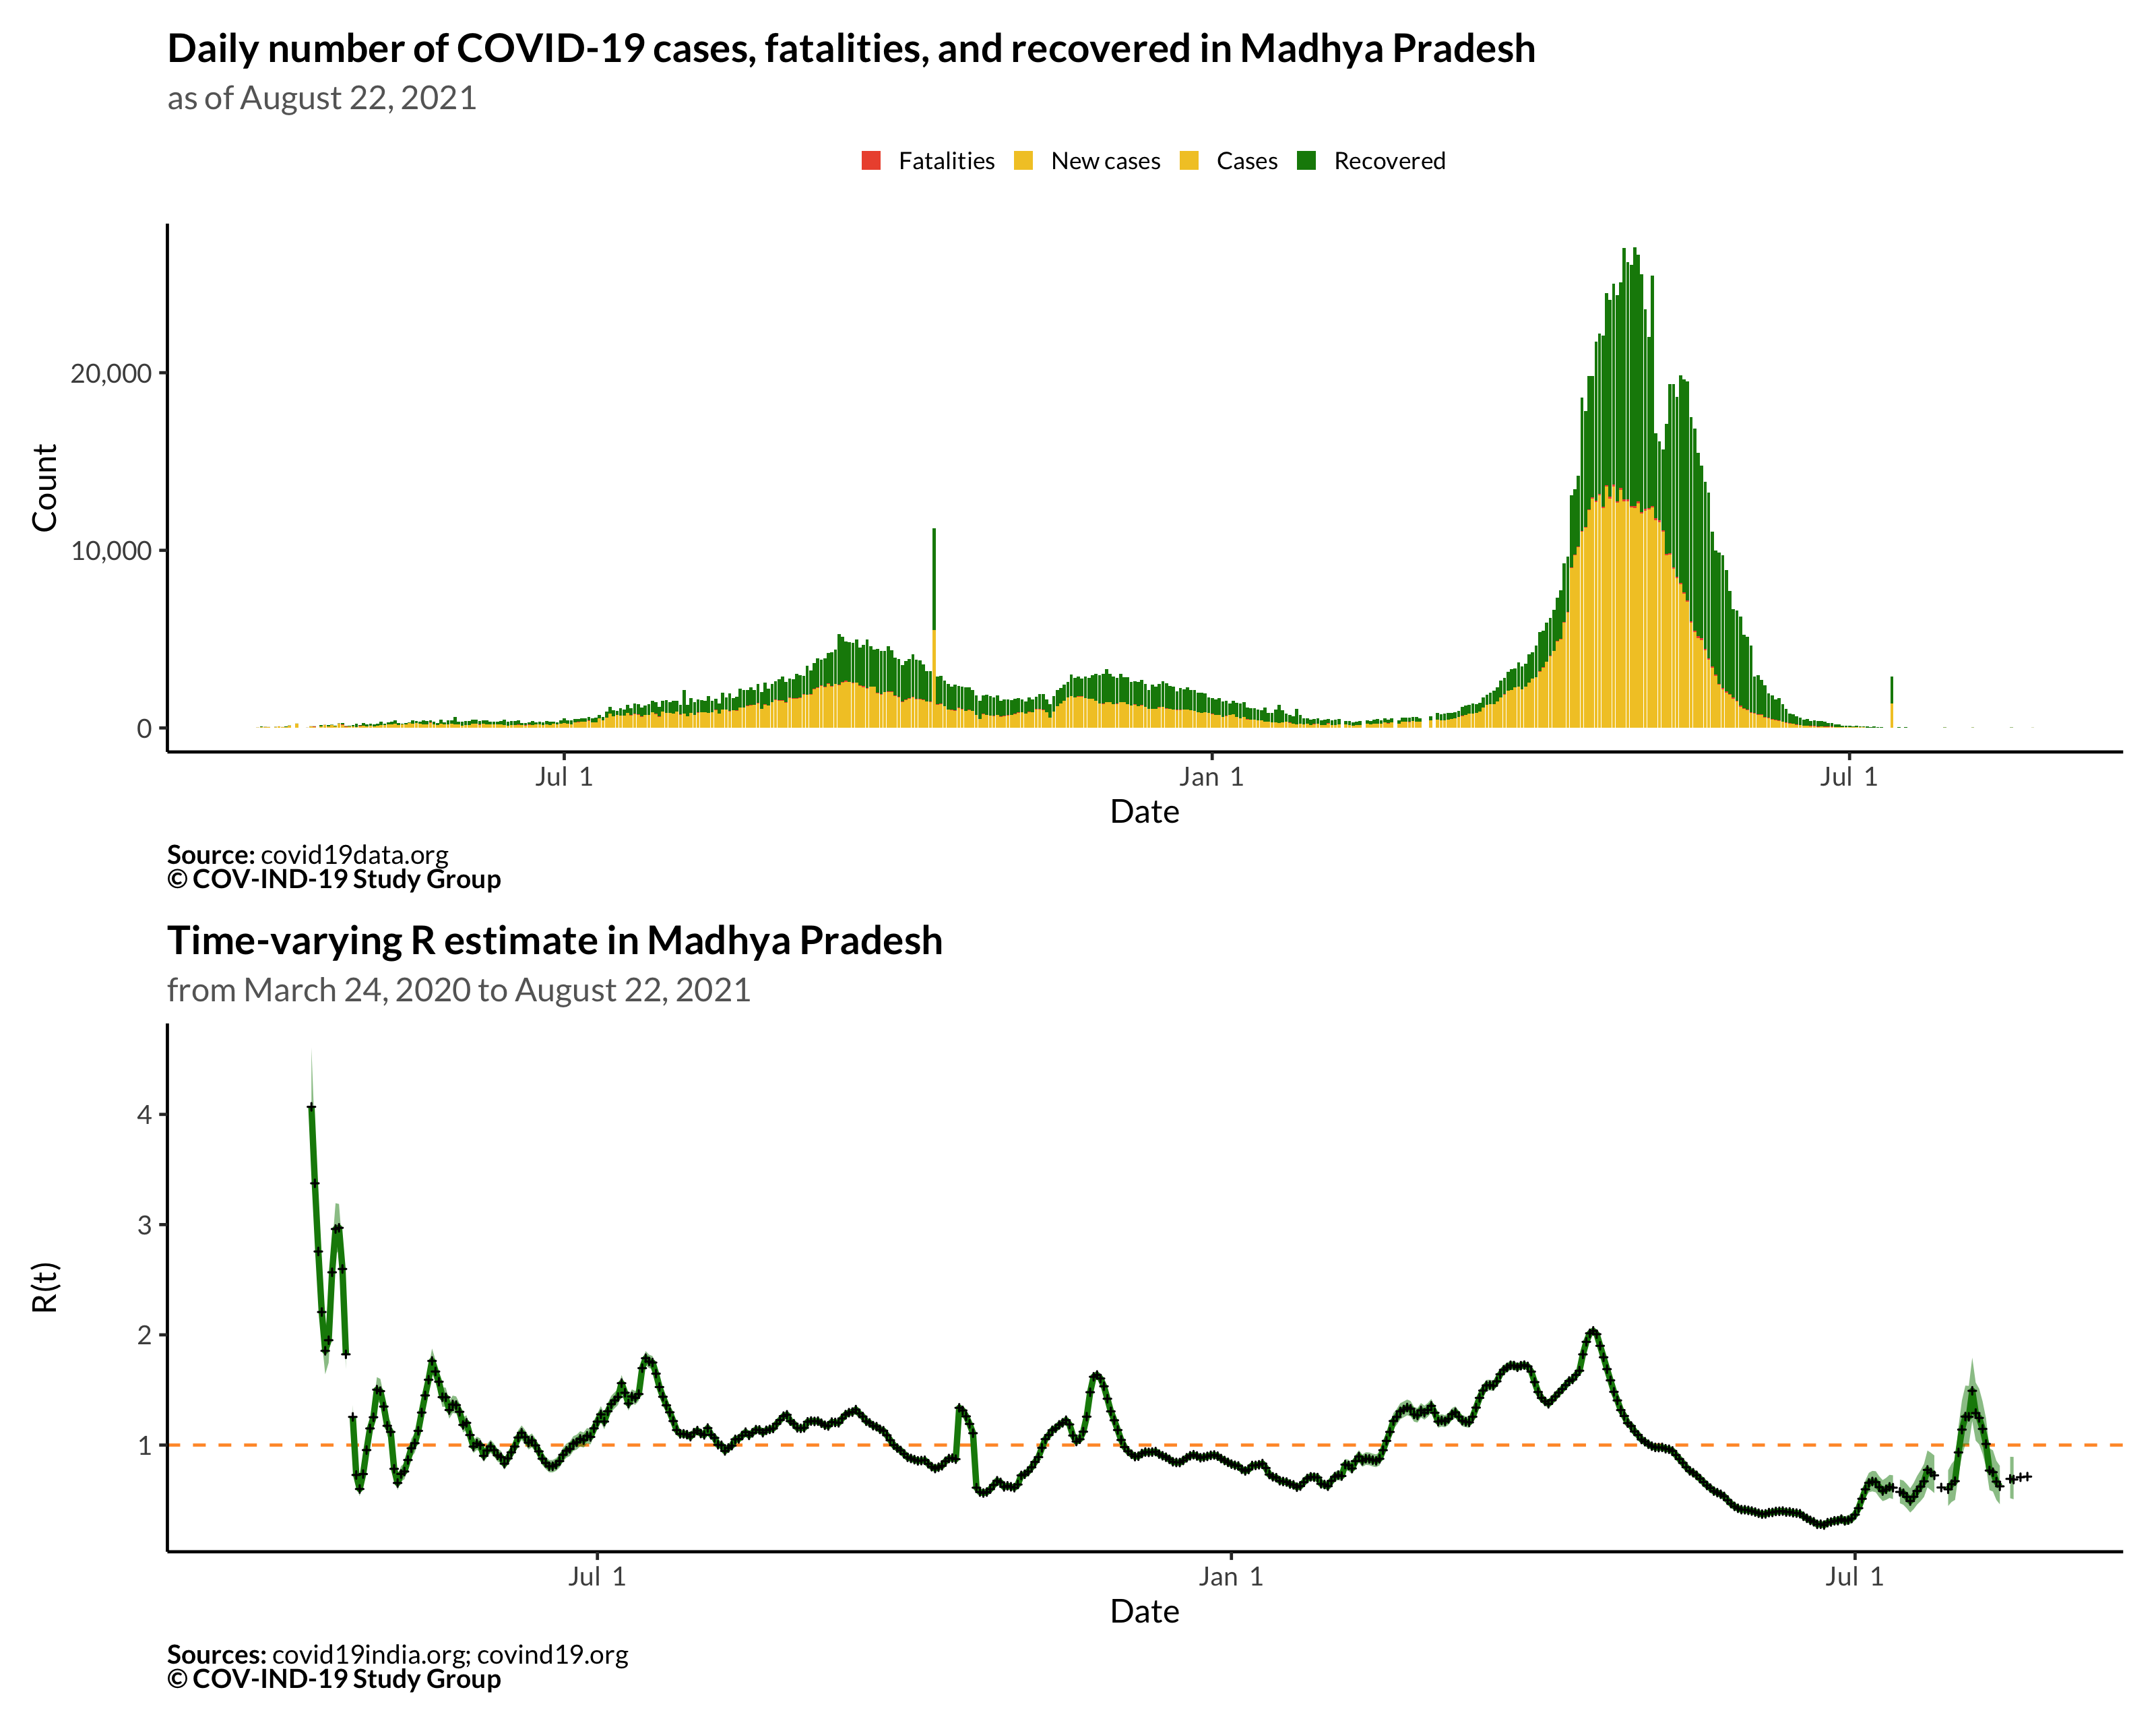 Daily number of COVID-19 cases, fatalities, and recovered in Madhya Pradesh
as of August 22, 2021
Fatalities New cases Cases Recovered
Count
20,000
10,000
0
Jul 1 Jan 1 Jul 1
Date
Source: covid19data.org
© COV-IND-19 Study Group
Time-varying R estimate in Madhya Pradesh
from March 24, 2020 to August 22, 2021
R(t)
4
3
2
1
Jul 1 Jan 1 Jul 1
Date
Sources: covid19india.org; covind19.org
© COV-IND-19 Study Group